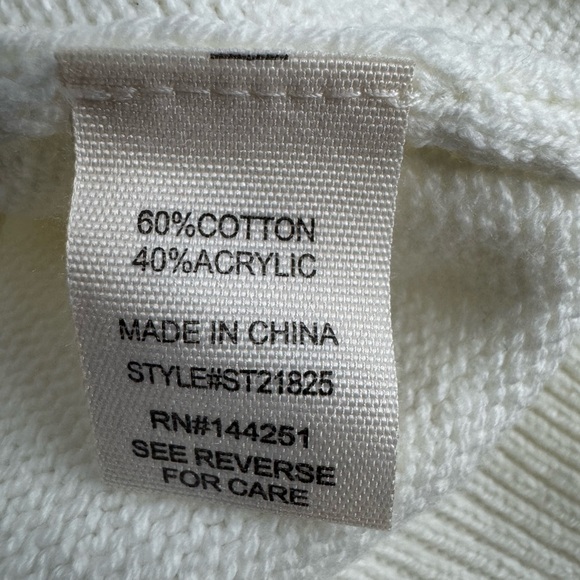 60%COTTON
40%ACRYLIC
MADE IN CHINA
STYLE#ST21825
RN#144251
SEE REVERSE
FOR CARE